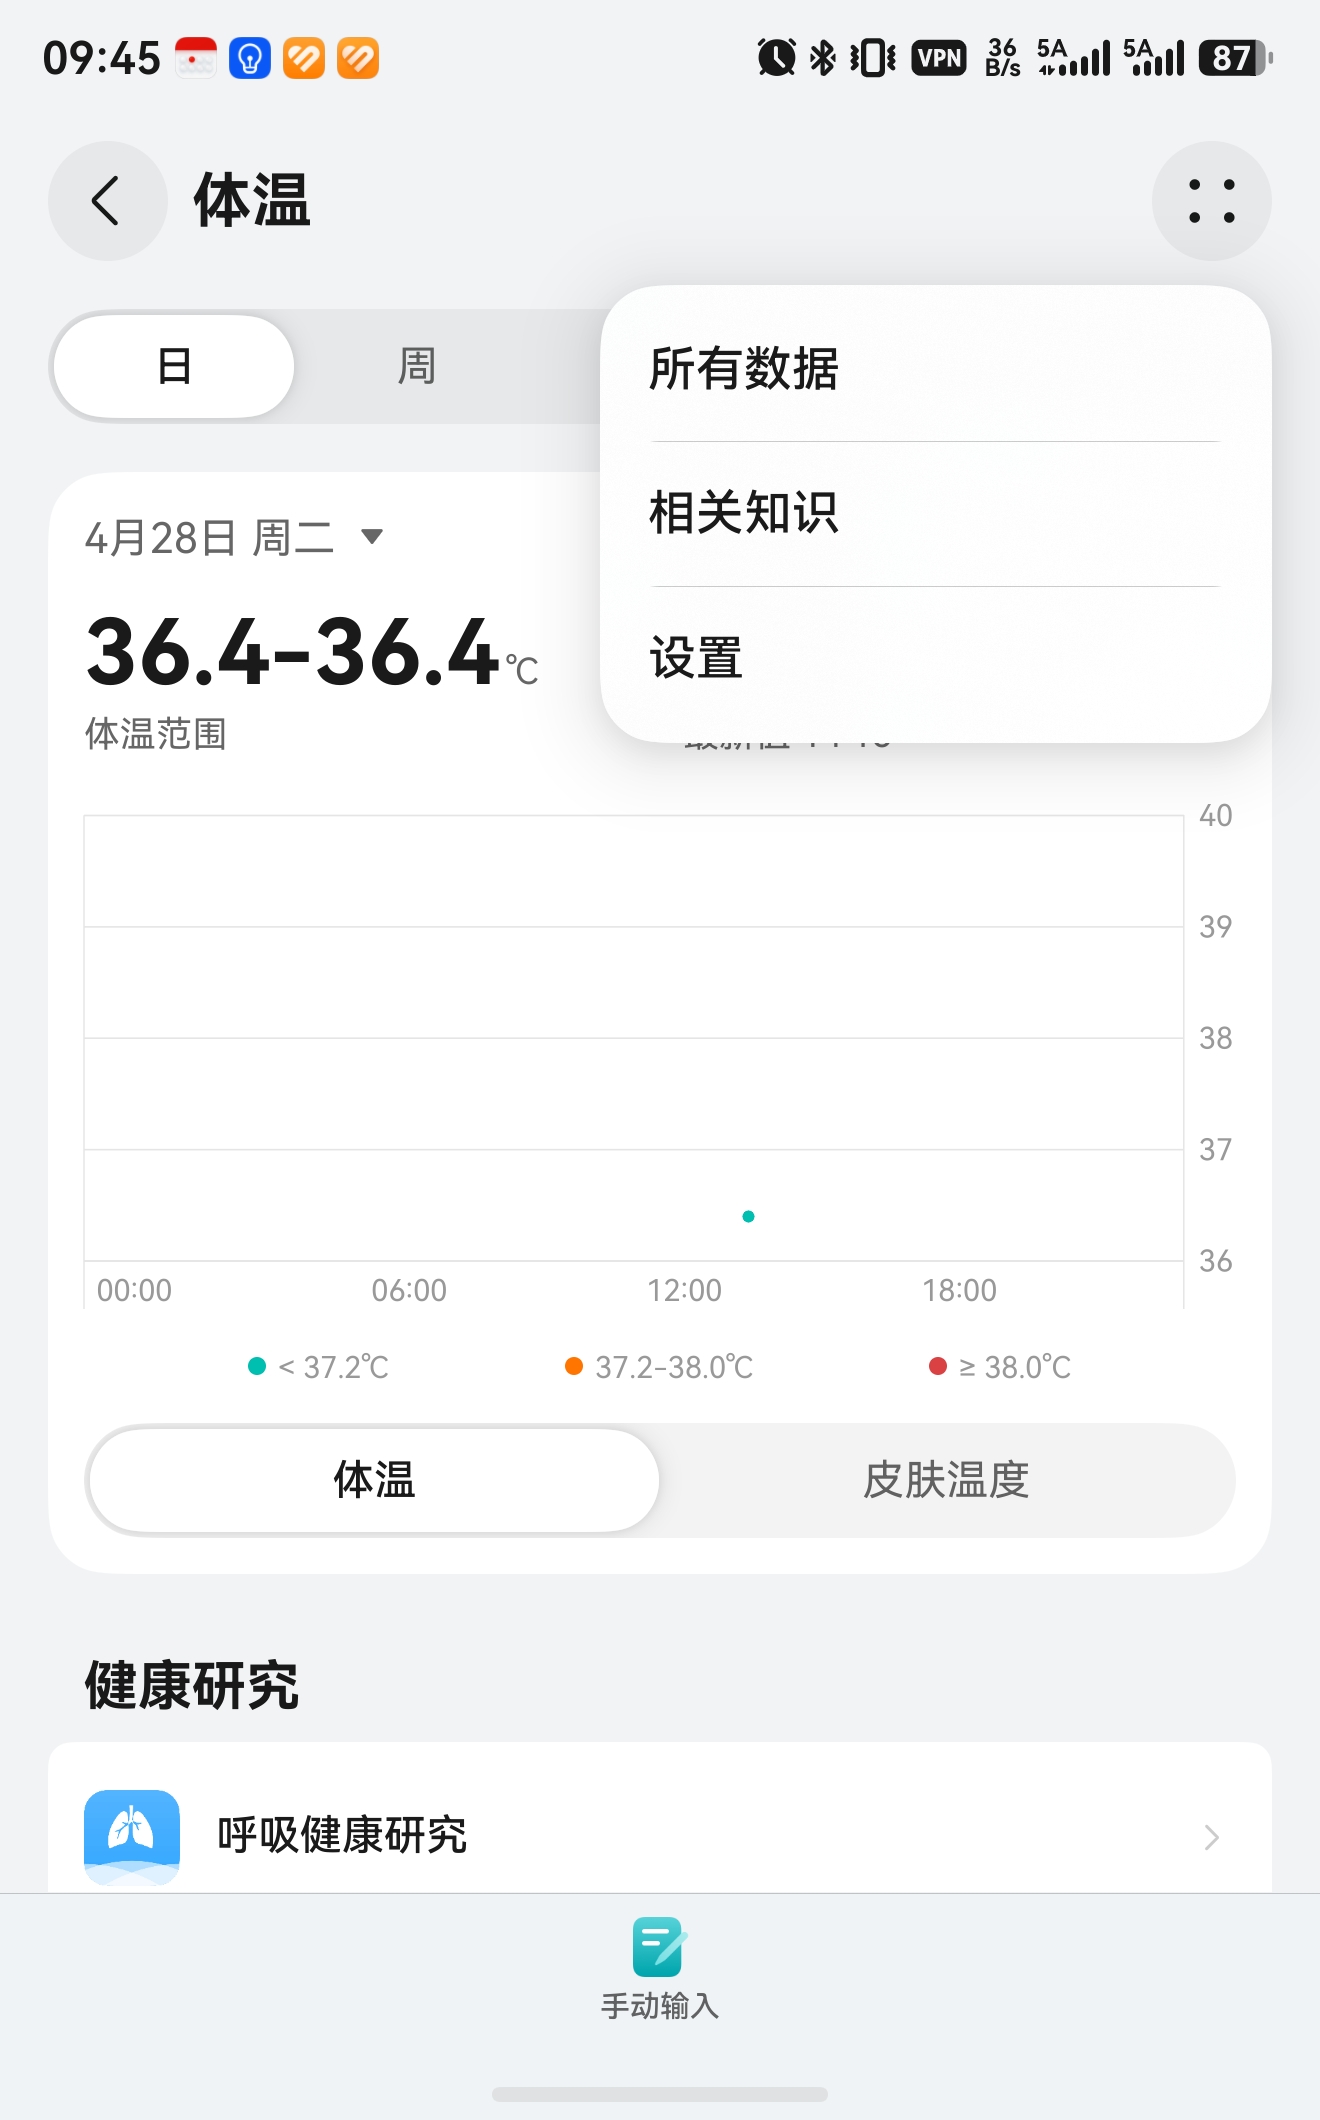 09:45
VPN 36 B/s 5A 5A 87
体温
日 周
所有数据
相关知识
设置
4月28日 周二
36.4-36.4℃
体温范围
40
39
38
37
36
00:00 06:00 12:00 18:00
< 37.2℃ 37.2-38.0℃ ≥ 38.0℃
体温 皮肤温度
健康研究
呼吸健康研究
手动输入